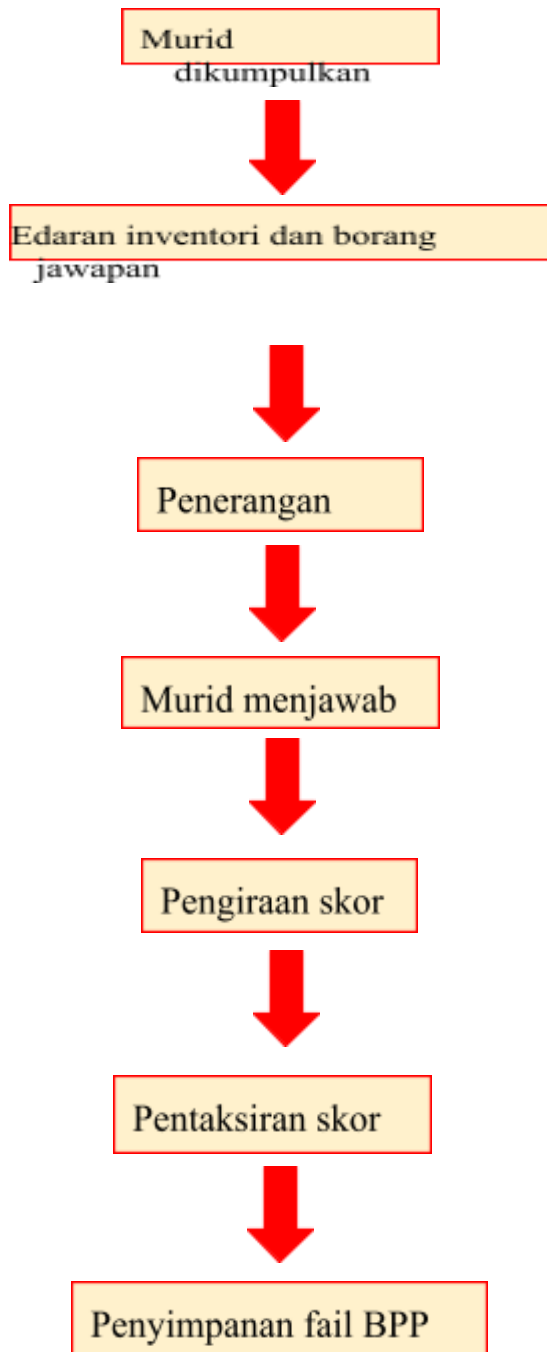 Murid
dikumpulkan
Edaran inventori dan borang
jawapan
Penerangan
Murid menjawab
Pengiraan skor
Pentaksiran skor
Penyimpanan fail BPP